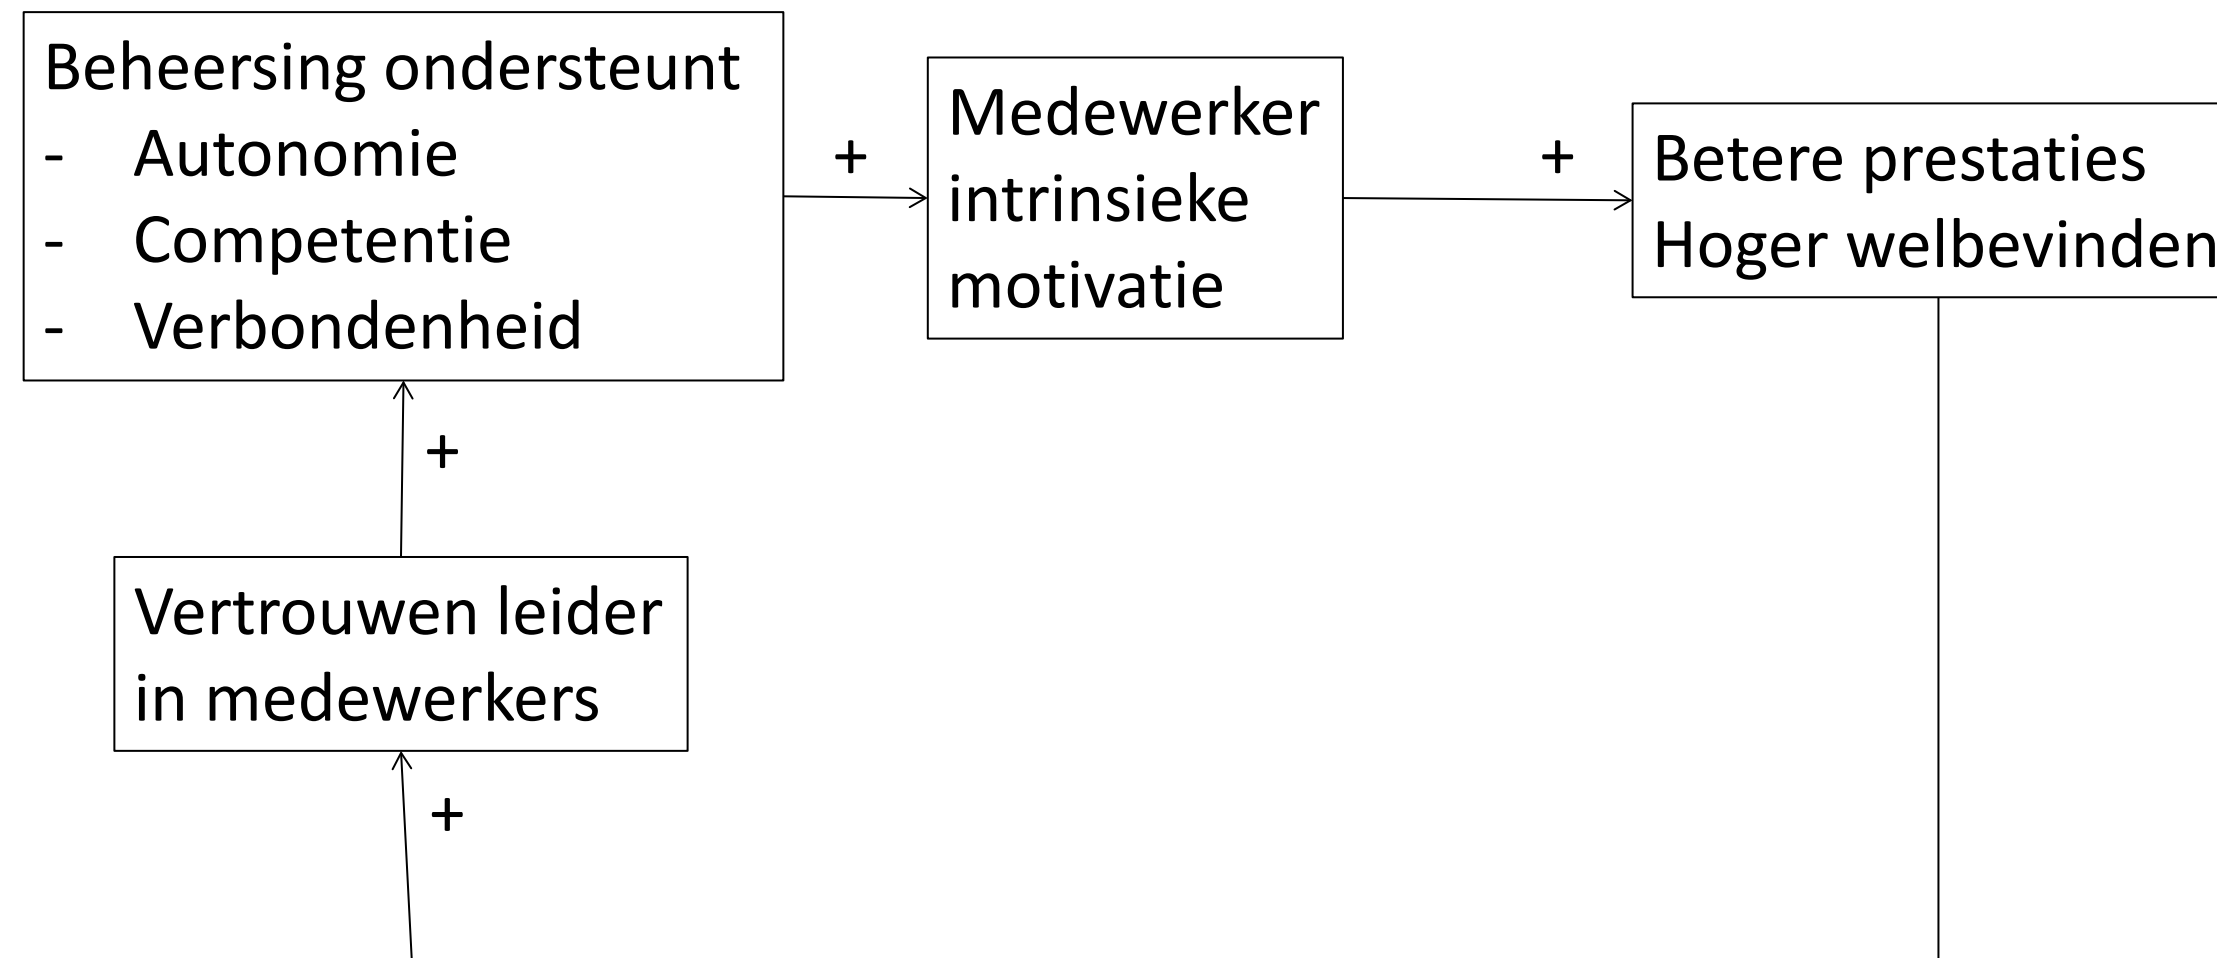 Beheersing ondersteunt
- Autonomie
- Competentie
- Verbondenheid
+
Medewerker
intrinsieke
motivatie
+
Betere prestaties
Hoger welbevinden
+
Vertrouwen leider
in medewerkers
+